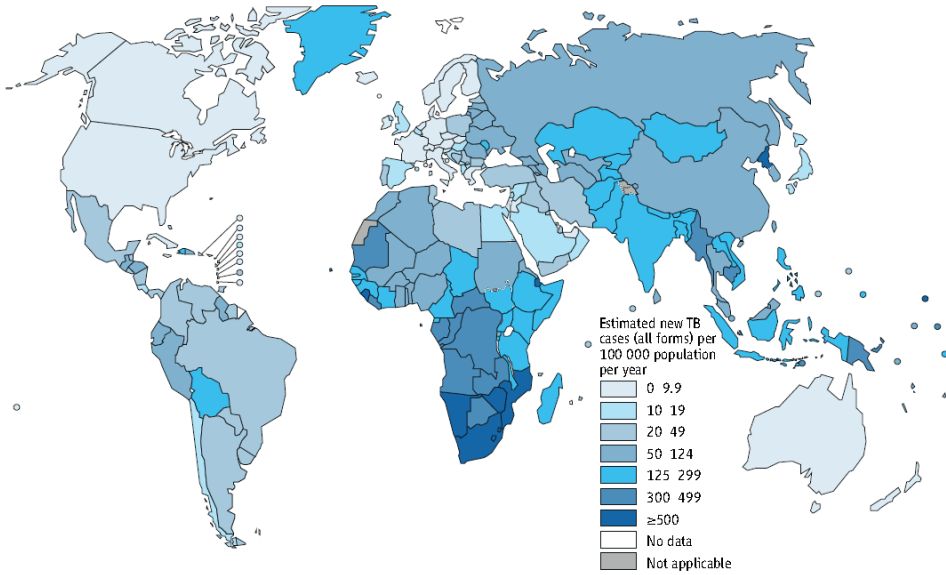 Estimated new TB
cases (all forms) per
100 000 population
per year
0 9.9
10 19
20 49
50 124
125 299
300 499
≥500
No data
Not applicable